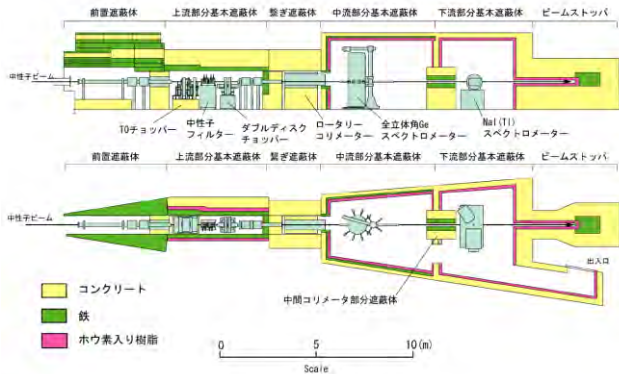 前置遮蔽体 上流部分基本遮蔽体 繋ぎ遮蔽体 中流部分基本遮蔽体 下流部分基本遮蔽体 ビームストッパ
中性子ビーム
T0チョッパー
中性子
フィルター
ダブルディスク
チョッパー
ロータリー
コリメーター
全立体角Ge
スペクトロメーター
NaI(Tl)
スペクトロメーター
前置遮蔽体 上流部分基本遮蔽体 繋ぎ遮蔽体 中流部分基本遮蔽体 下流部分基本遮蔽体 ビームストッパ
中性子ビーム
出入口
中間コリメータ部分遮蔽体
コンクリート
鉄
ホウ素入り樹脂
0 5 10(m)
Scale